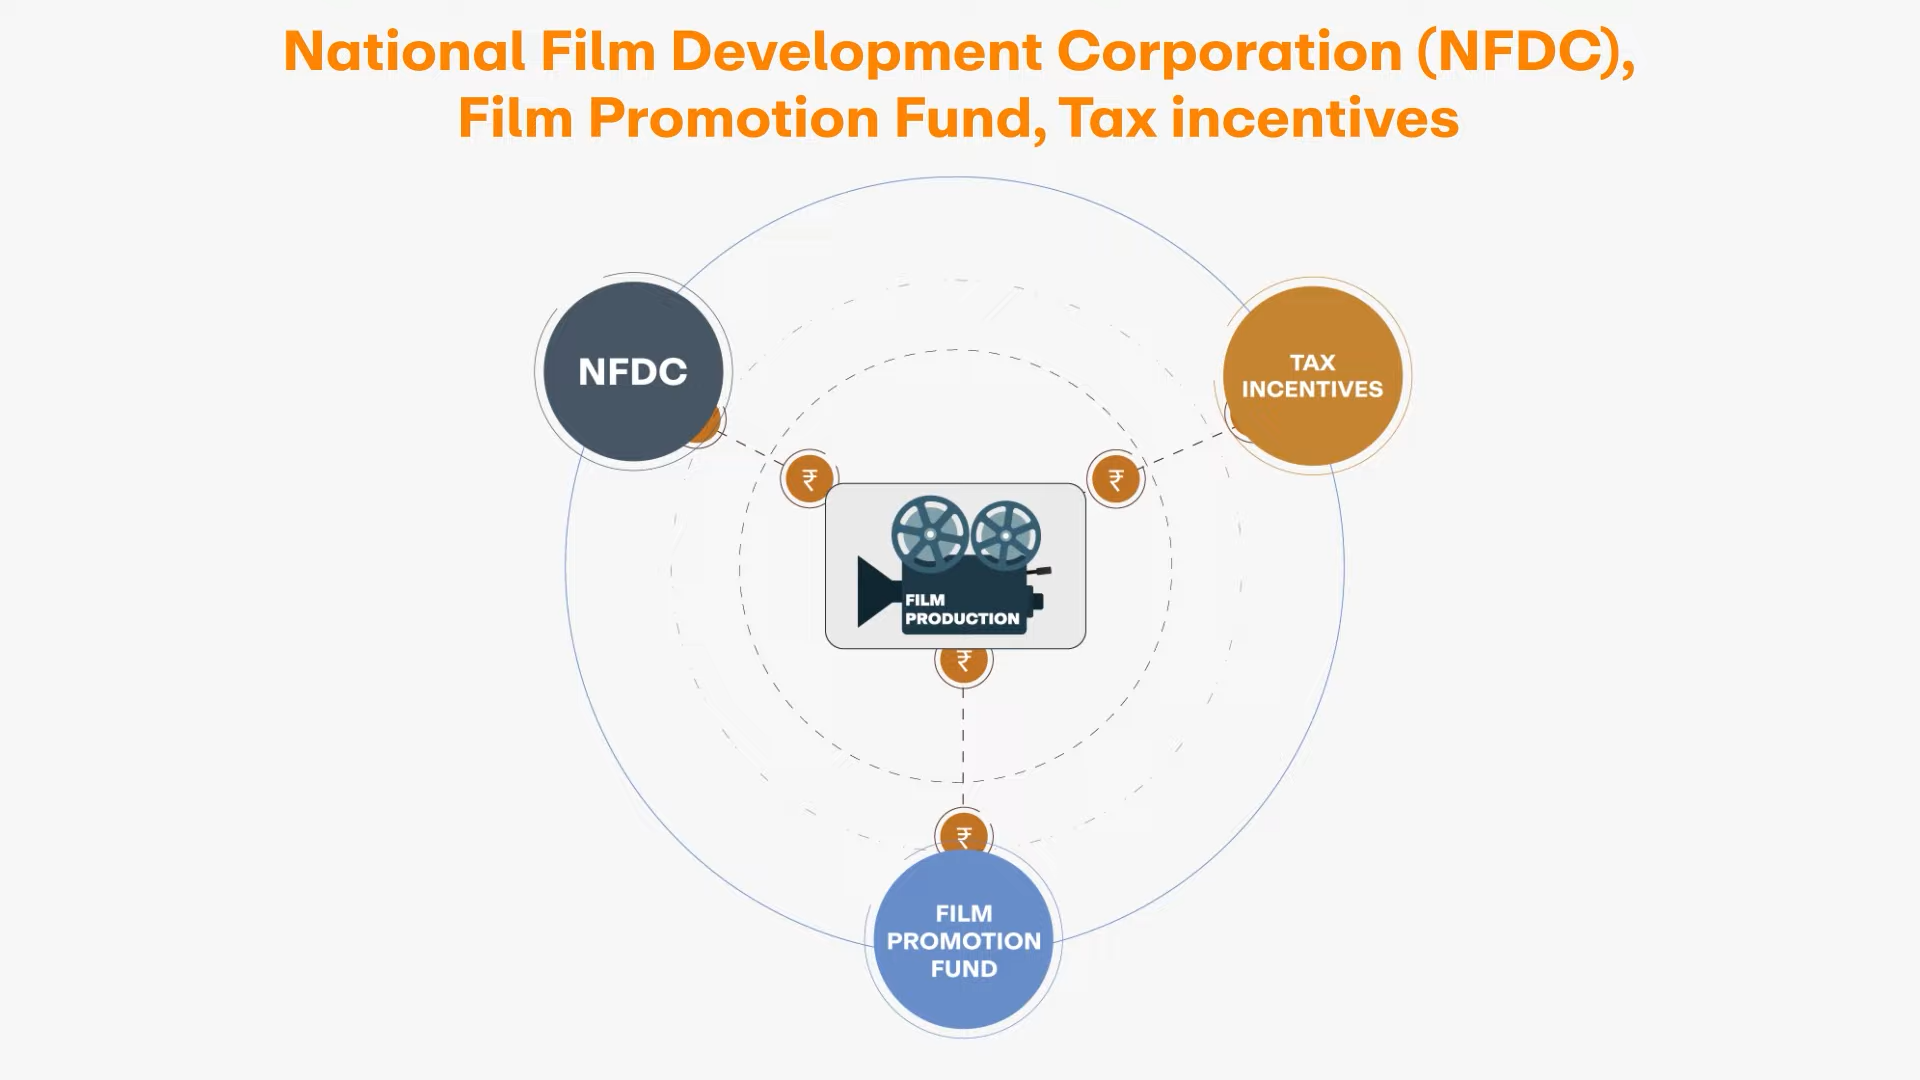 National Film Development Corporation (NFDC),
Film Promotion Fund, Tax incentives
NFDC
TAX
INCENTIVES
₹
₹
FILM
PRODUCTION
₹
₹
FILM
PROMOTION
FUND